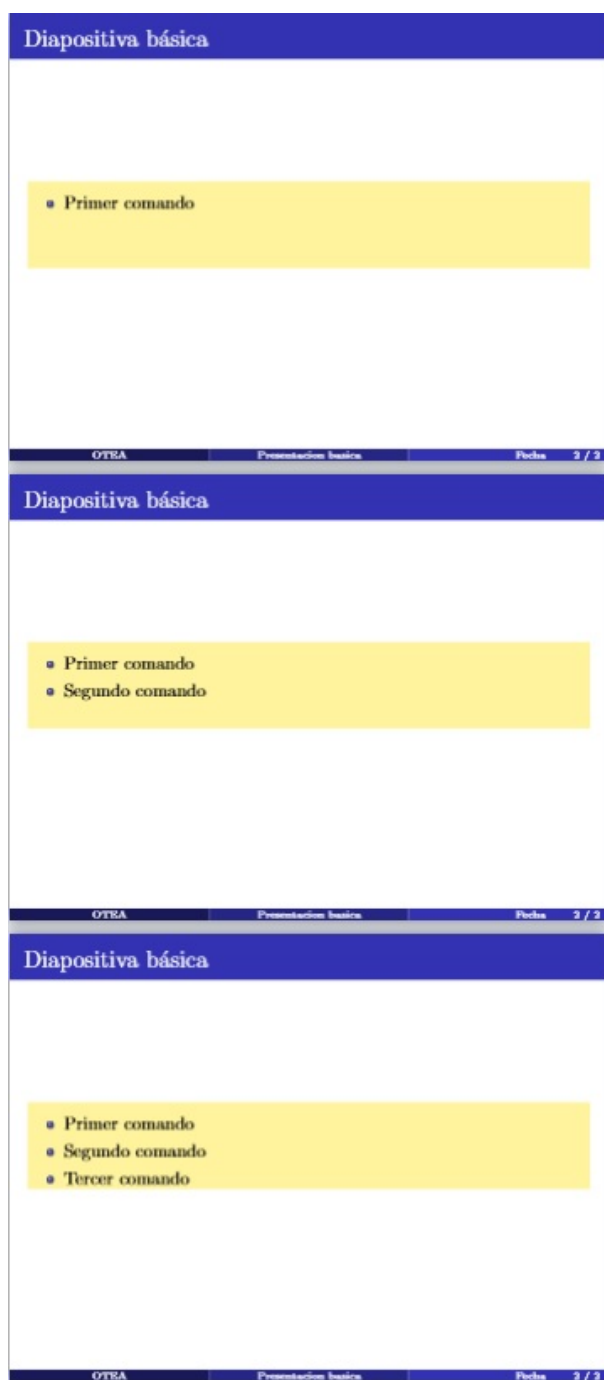 Diapositiva básica
Primer comando
OTEA Presentacion basica Fecha 2 / 2
Diapositiva básica
Primer comando
Segundo comando
OTEA Presentacion basica Fecha 2 / 2
Diapositiva básica
Primer comando
Segundo comando
Tercer comando
OTEA Presentacion basica Fecha 2 / 2